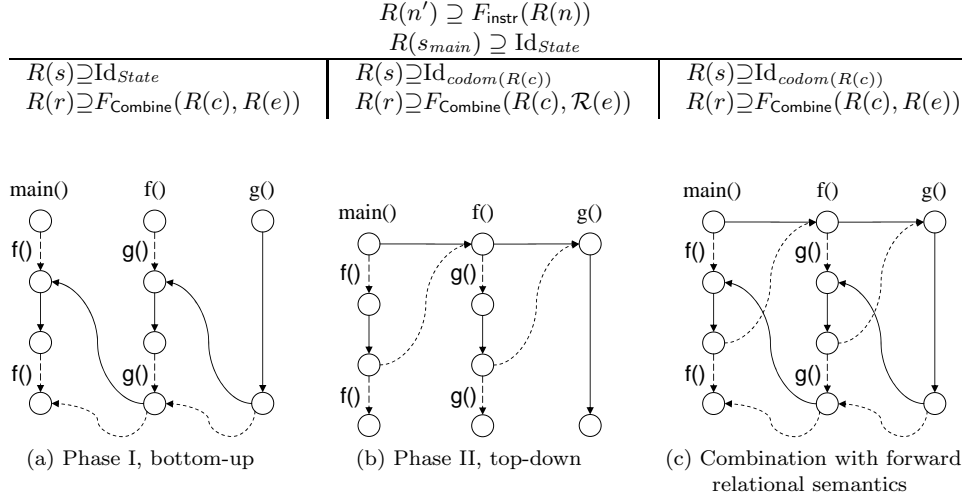 R(n′) ⊇ F_instr(R(n))
R(s_main) ⊇ Id_State
R(s)⊇Id_State
R(r)⊇F_Combine(R(c), R(e))
R(s)⊇Id_codom(R(c))
R(r)⊇F_Combine(R(c), ℛ(e))
R(s)⊇Id_codom(R(c))
R(r)⊇F_Combine(R(c), R(e))
main() f() g()
f() g()
f() g()
(a) Phase I, bottom-up
main() f() g()
f() g()
f() g()
(b) Phase II, top-down
main() f() g()
f() g()
f() g()
(c) Combination with forward
relational semantics